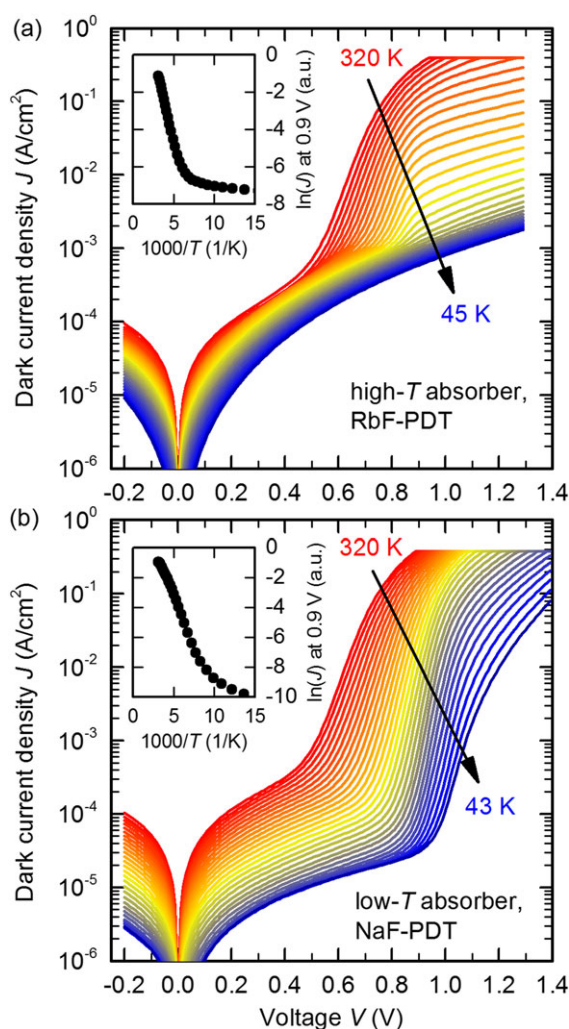 (a)
10⁰
10⁻¹
10⁻²
10⁻³
10⁻⁴
10⁻⁵
10⁻⁶
Dark current density J (A/cm²)
0
-2
-4
-6
-8
ln(J) at 0.9 V (a.u.)
0 5 10 15
1000/T (1/K)
320 K
45 K
high-T absorber,
RbF-PDT
-0.2 0.0 0.2 0.4 0.6 0.8 1.0 1.2 1.4
(b)
10⁰
10⁻¹
10⁻²
10⁻³
10⁻⁴
10⁻⁵
10⁻⁶
Dark current density J (A/cm²)
0
-2
-4
-6
-8
-10
ln(J) at 0.9 V (a.u.)
0 5 10 15
1000/T (1/K)
320 K
43 K
low-T absorber,
NaF-PDT
-0.2 0.0 0.2 0.4 0.6 0.8 1.0 1.2 1.4
Voltage V (V)